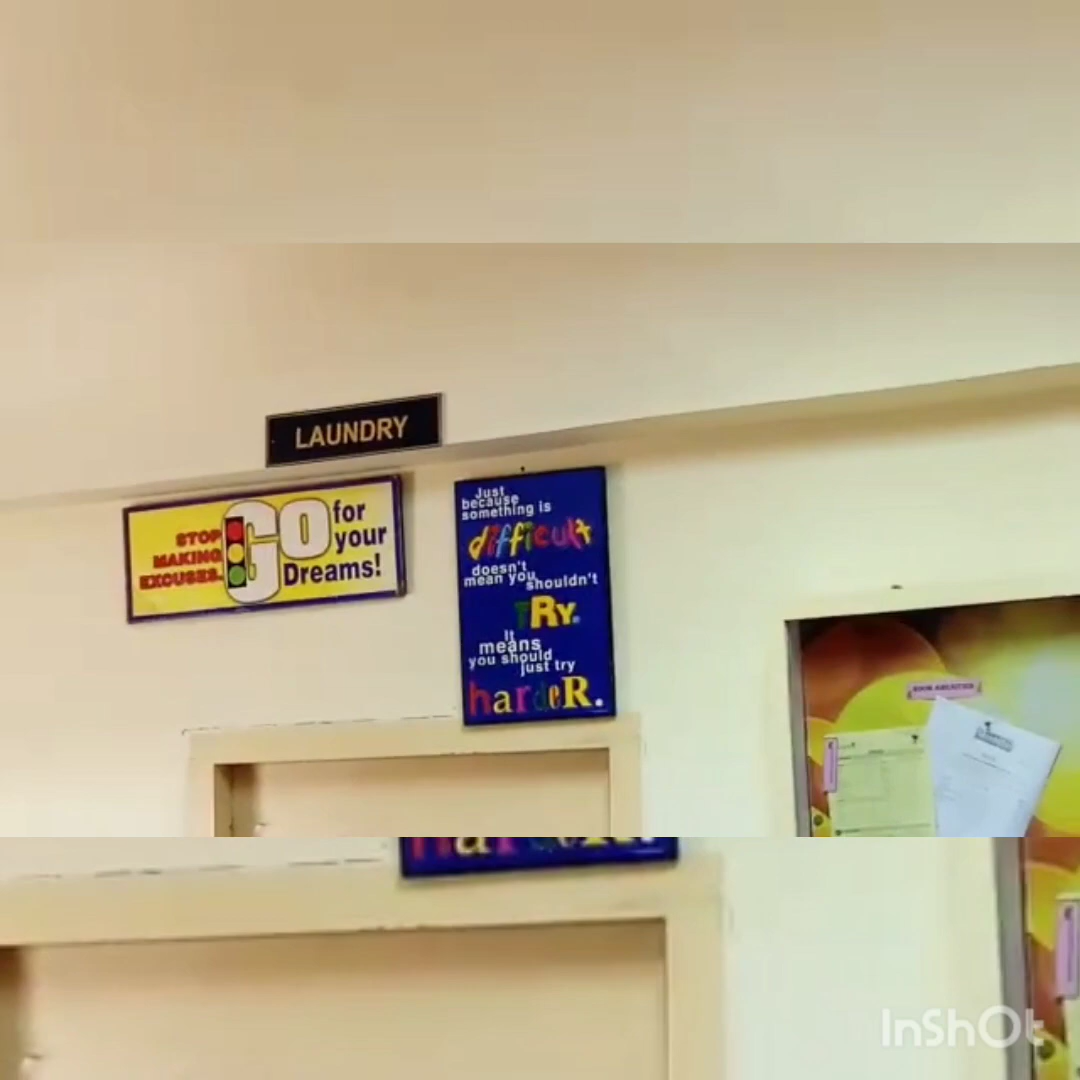 LAUNDRY
STOP
MAKING
EXCUSES.
GO for
your
Dreams!
Just
because
something is
difficult
doesn't
mean you
shouldn't
TRY.
It
means
you should
just try
hardeR.
InShOt